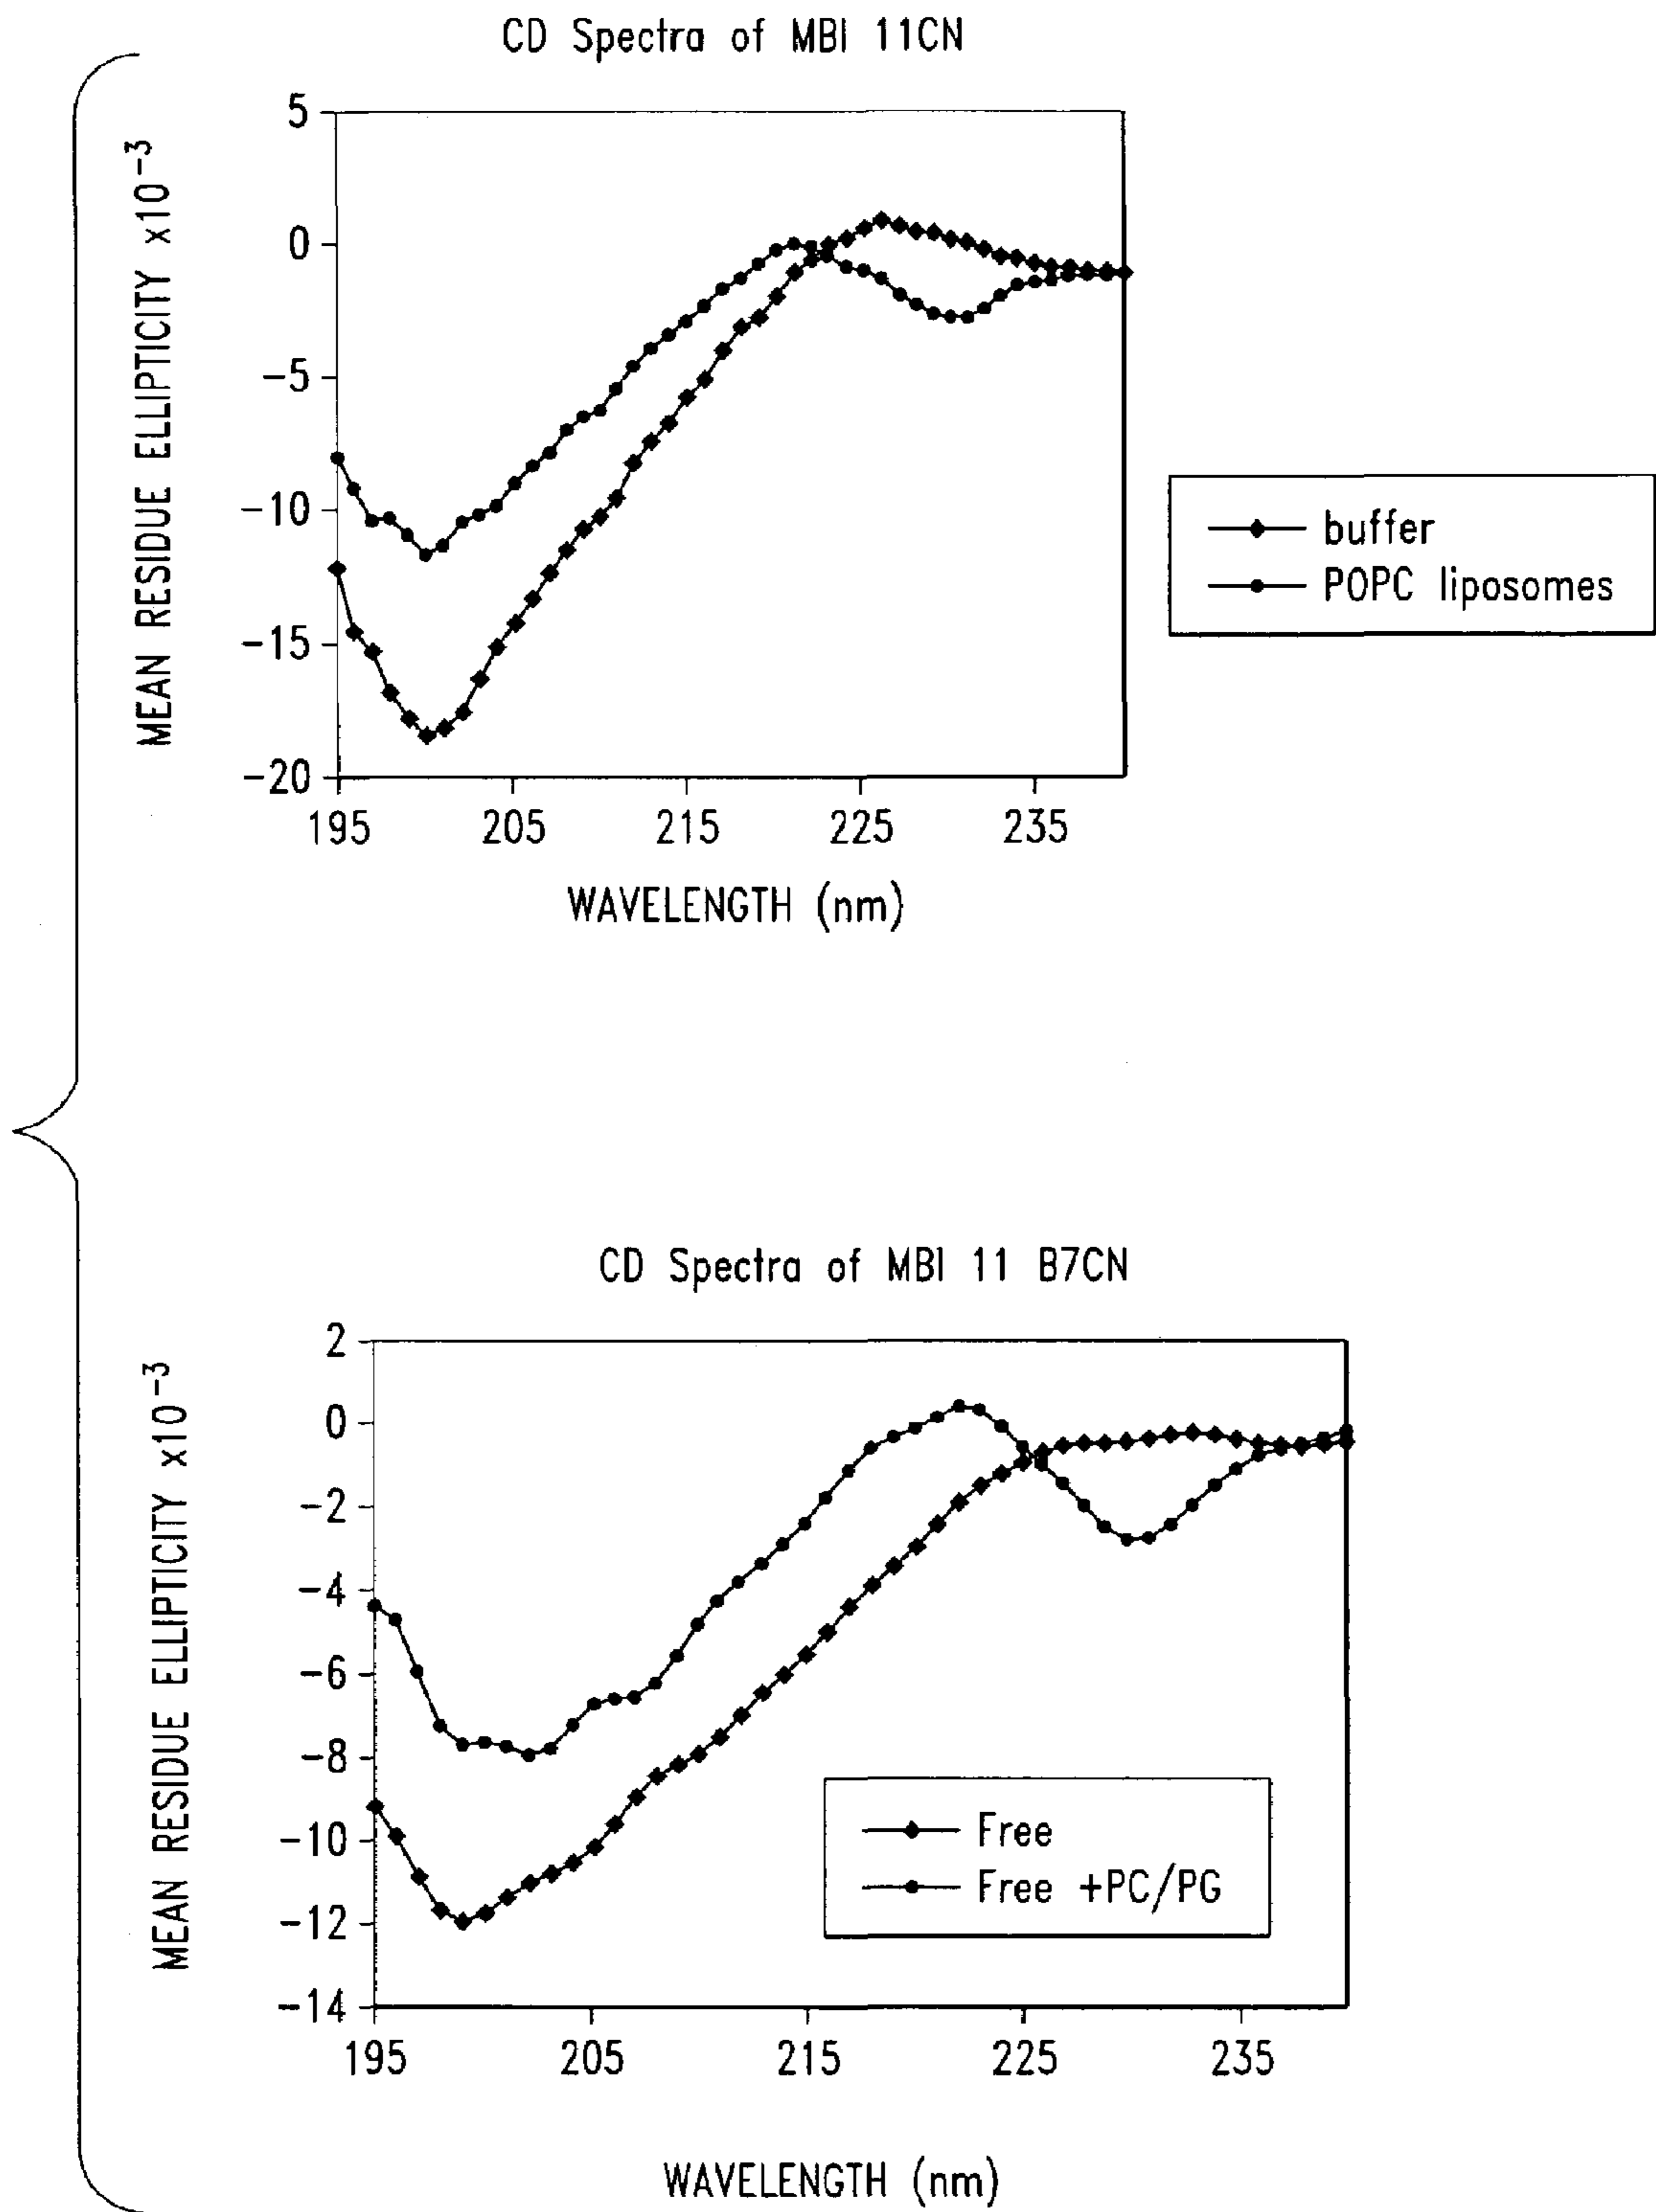 CD Spectra of MBI 11CN
MEAN RESIDUE ELLIPTICITY x10⁻³
5
0
−5
−10
−15
−20
195 205 215 225 235
WAVELENGTH (nm)
buffer
POPC liposomes
CD Spectra of MBI 11 B7CN
MEAN RESIDUE ELLIPTICITY x10⁻³
2
0
−2
−4
−6
−8
−10
−12
−14
195 205 215 225 235
WAVELENGTH (nm)
Free
Free +PC/PG